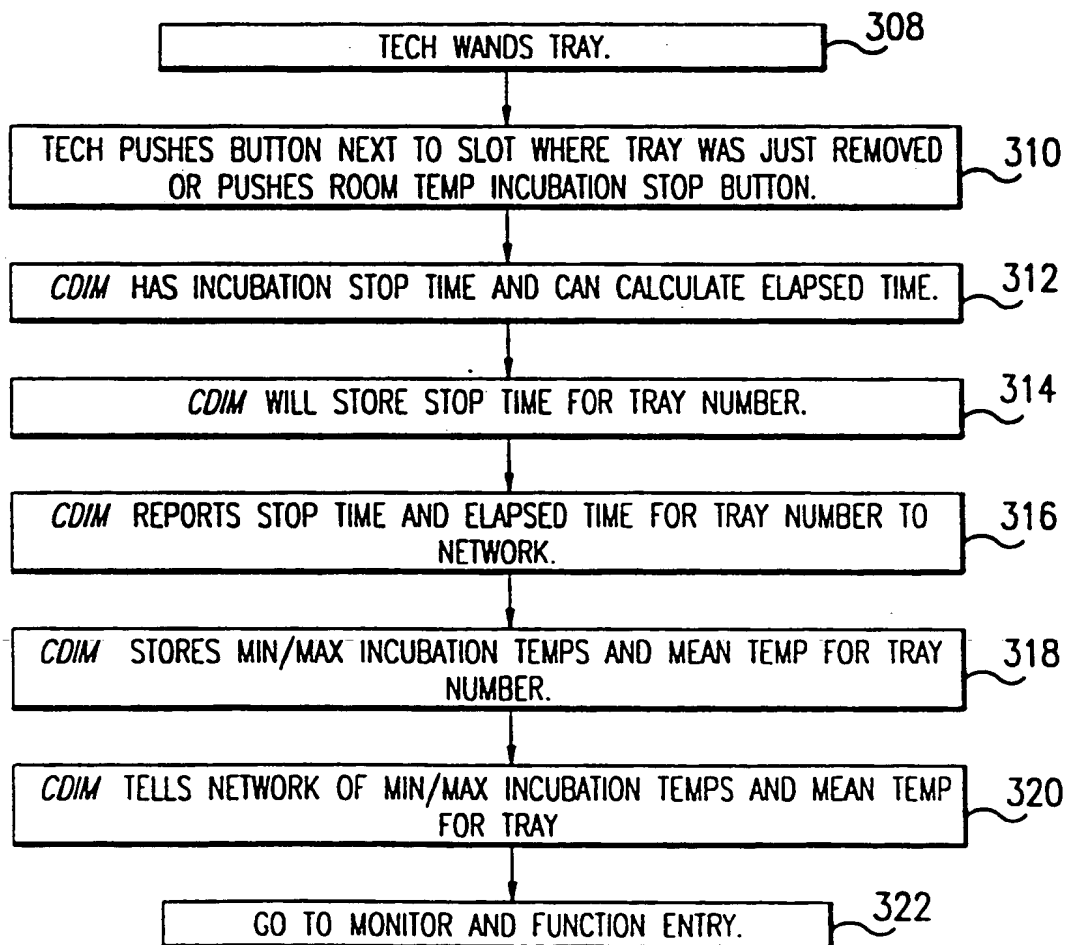 TECH WANDS TRAY.
308
TECH PUSHES BUTTON NEXT TO SLOT WHERE TRAY WAS JUST REMOVED
OR PUSHES ROOM TEMP INCUBATION STOP BUTTON.
310
CDIM HAS INCUBATION STOP TIME AND CAN CALCULATE ELAPSED TIME.
312
CDIM WILL STORE STOP TIME FOR TRAY NUMBER.
314
CDIM REPORTS STOP TIME AND ELAPSED TIME FOR TRAY NUMBER TO
NETWORK.
316
CDIM STORES MIN/MAX INCUBATION TEMPS AND MEAN TEMP FOR TRAY
NUMBER.
318
CDIM TELLS NETWORK OF MIN/MAX INCUBATION TEMPS AND MEAN TEMP
FOR TRAY
320
GO TO MONITOR AND FUNCTION ENTRY.
322